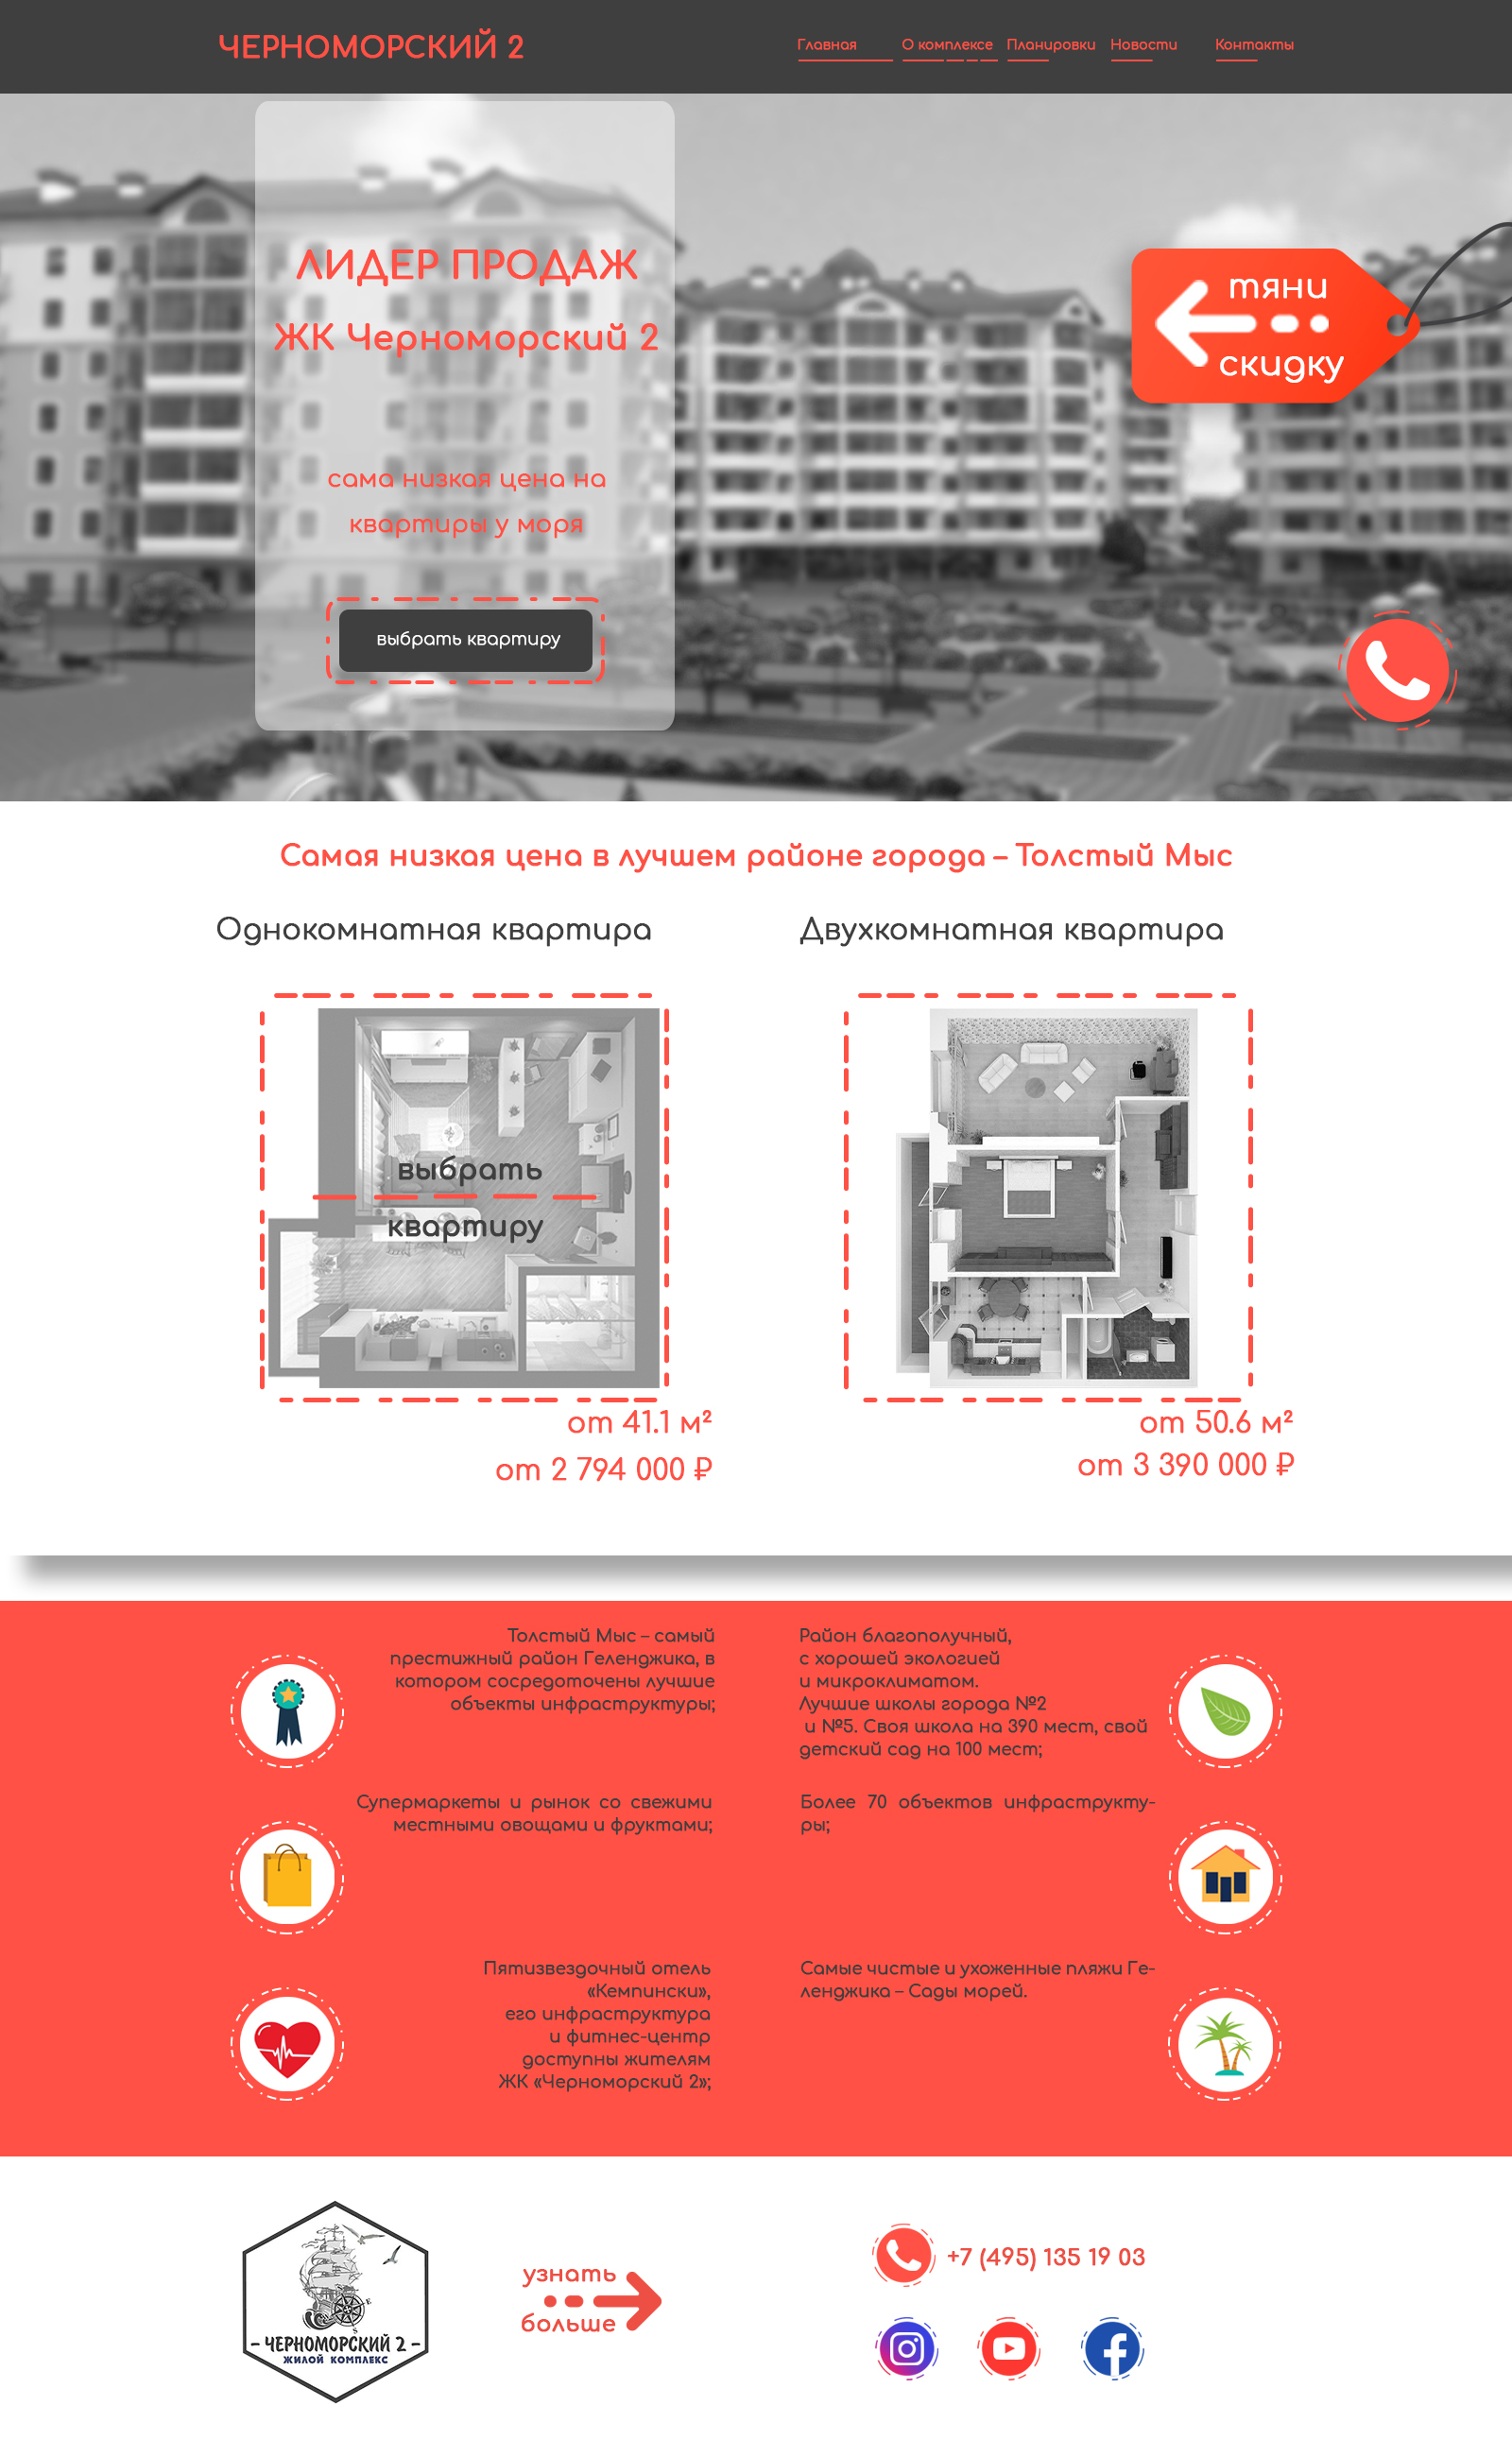 ЧЕРНОМОРСКИЙ 2
Главная О комплексе Планировки Новости Контакты
ЛИДЕР ПРОДАЖ
ЖК Черноморский 2
сама низкая цена на
квартиры у моря
выбрать квартиру
тяни
скидку
Самая низкая цена в лучшем районе города – Толстый Мыс
Однокомнатная квартира
Двухкомнатная квартира
выбрать
квартиру
от 41.1 м²
от 2 794 000 ₽
от 50.6 м²
от 3 390 000 ₽
Толстый Мыс – самый
престижный район Геленджика, в
котором сосредоточены лучшие
объекты инфраструктуры;
Район благополучный,
с хорошей экологией
и микроклиматом.
Лучшие школы города №2
и №5. Своя школа на 390 мест, свой
детский сад на 100 мест;
Супермаркеты и рынок со свежими
местными овощами и фруктами;
Более 70 объектов инфраструкту-
ры;
Пятизвездочный отель
«Кемпински»,
его инфраструктура
и фитнес-центр
доступны жителям
ЖК «Черноморский 2»;
Самые чистые и ухоженные пляжи Ге-
ленджика – Сады морей.
E
S
– ЧЕРНОМОРСКИЙ 2 –
ЖИЛОЙ КОМПЛЕКС
узнать
больше
+7 (495) 135 19 03